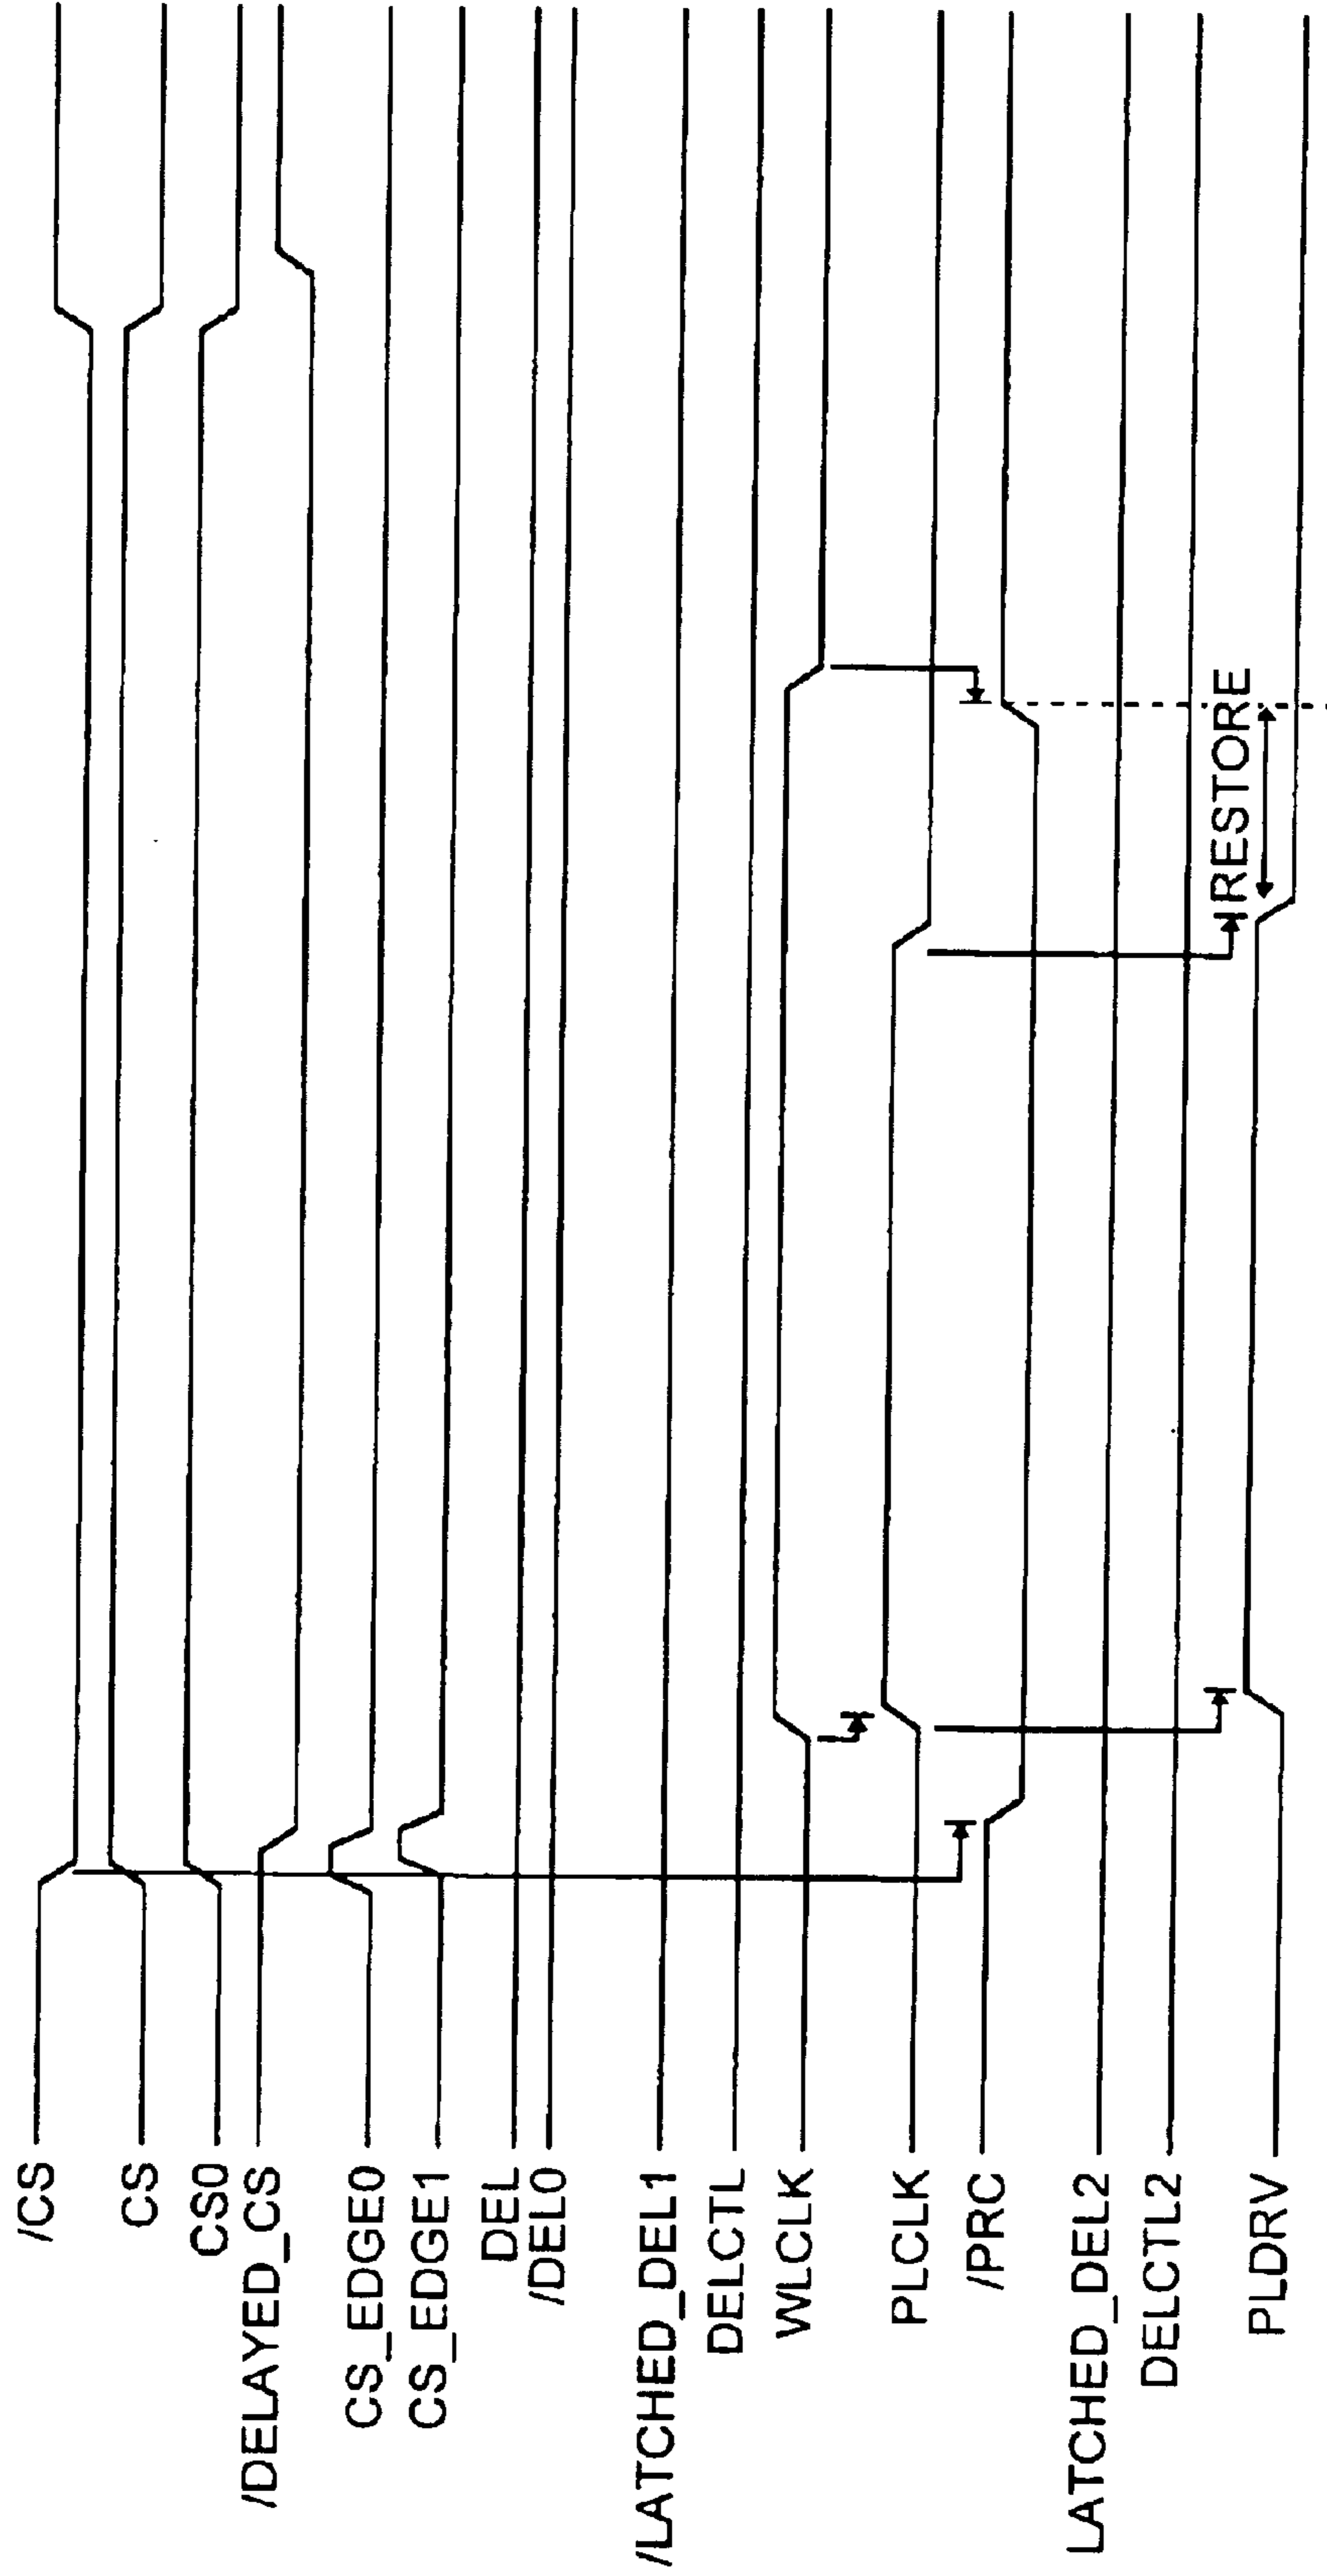 /CS
CS
CS0
/DELAYED_CS
CS_EDGE0
CS_EDGE1
DEL
/DEL0
/LATCHED_DEL1
DELCTL
WLCLK
PLCLK
/PRC
LATCHED_DEL2
DELCTL2
RESTORE
PLDRV